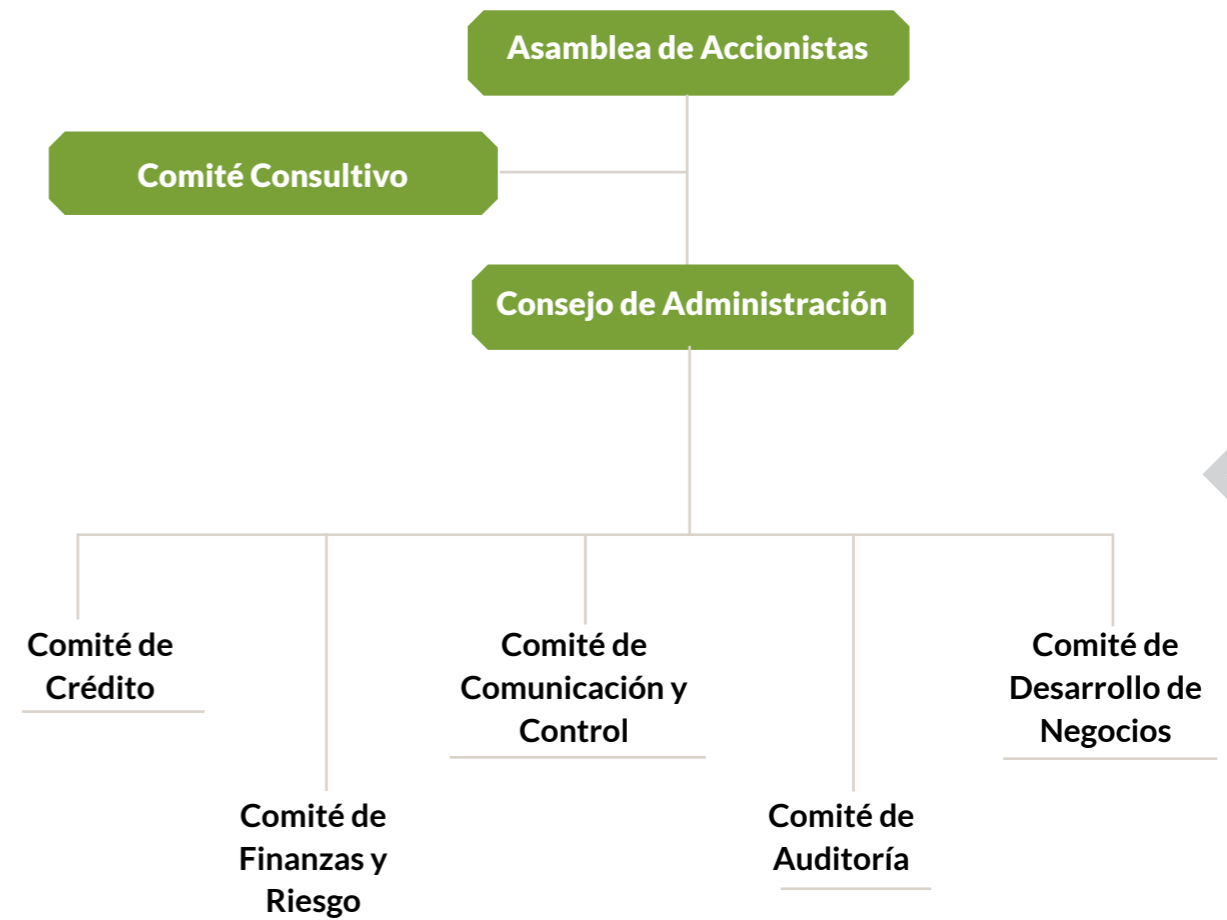 Asamblea de Accionistas
Comité Consultivo
Consejo de Administración
Comité de
Crédito
Comité de
Finanzas y
Riesgo
Comité de
Comunicación y
Control
Comité de
Auditoría
Comité de
Desarrollo de
Negocios